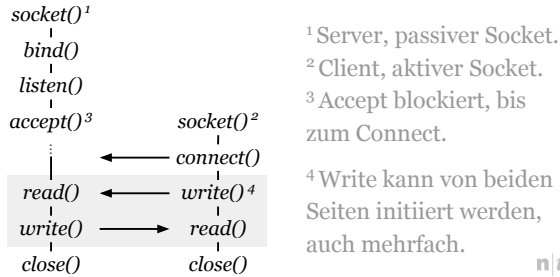 socket()¹
bind()
listen()
accept()³ socket()²
connect()
read() write()⁴
write() read()
close() close()
¹ Server, passiver Socket.
² Client, aktiver Socket.
³ Accept blockiert, bis
zum Connect.
⁴ Write kann von beiden
Seiten initiiert werden,
auch mehrfach.